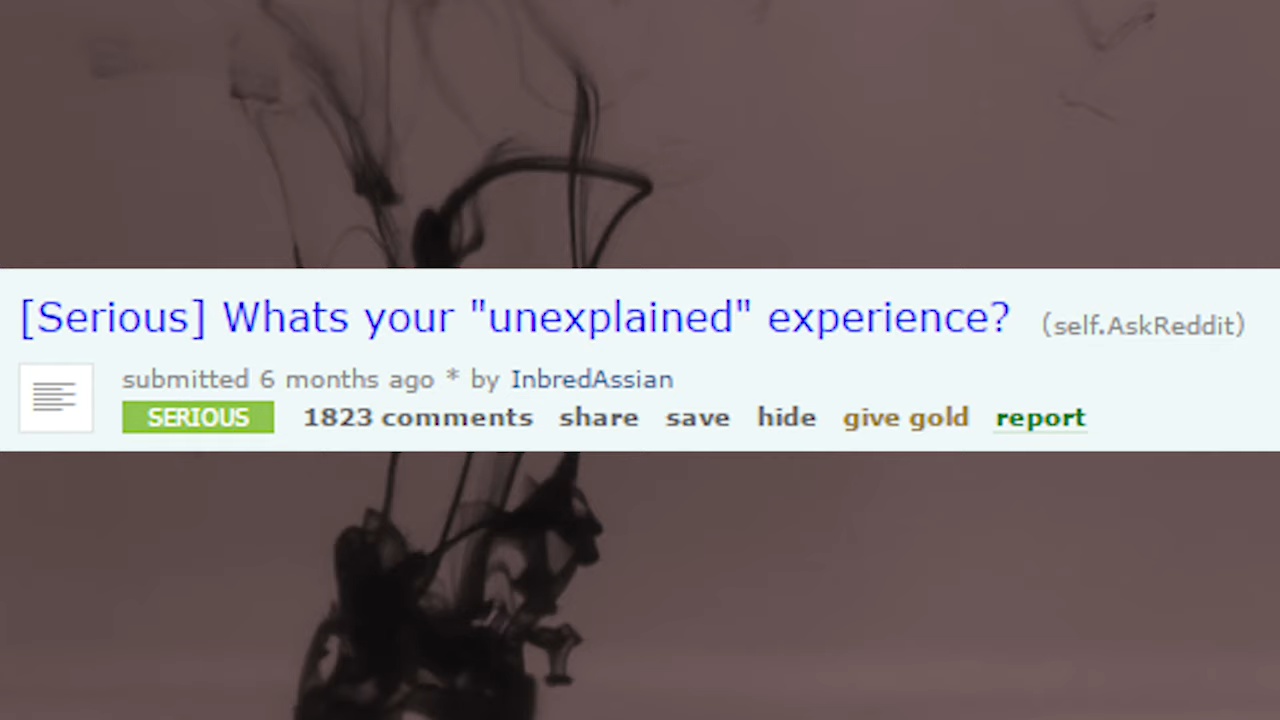 [Serious] Whats your "unexplained" experience? (self.AskReddit)
submitted 6 months ago * by InbredAssian
SERIOUS 1823 comments share save hide give gold report